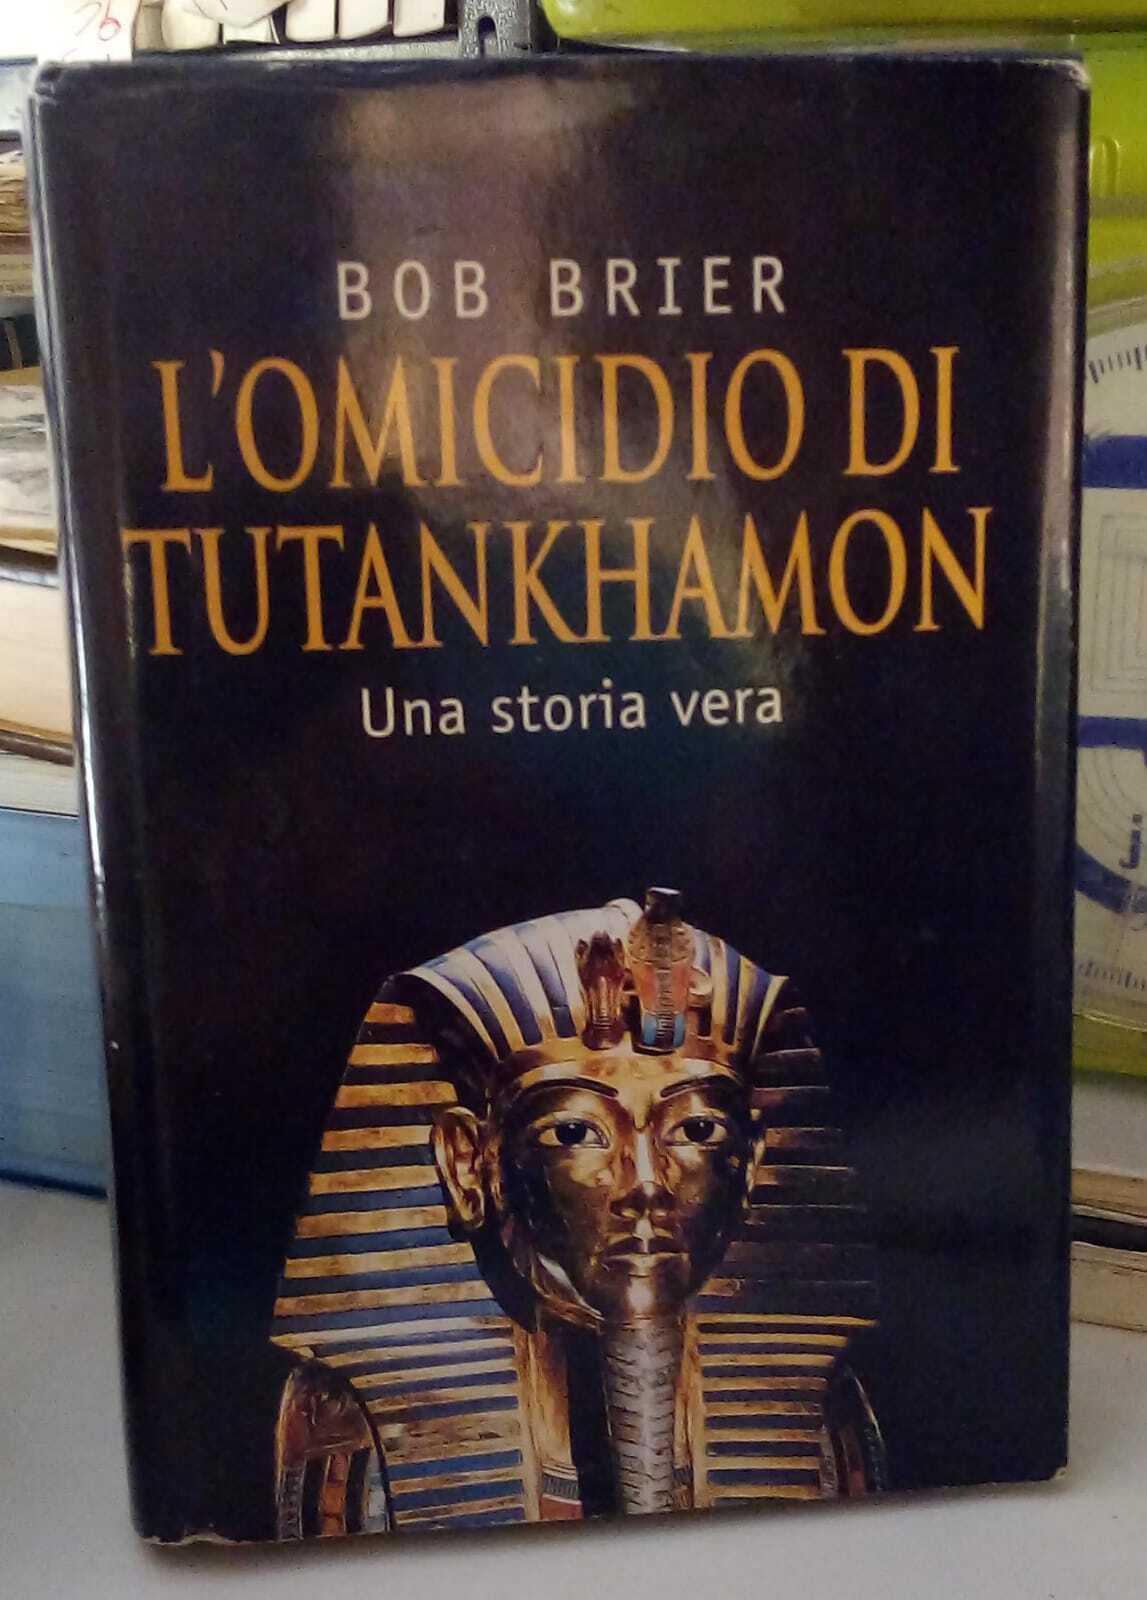 BOB BRIER
L'OMICIDIO DI
TUTANKHAMON
Una storia vera